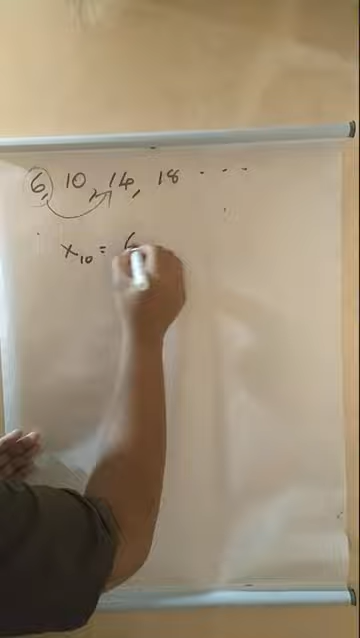 6, 10, 14, 18 . . .
x₁₀ = 6